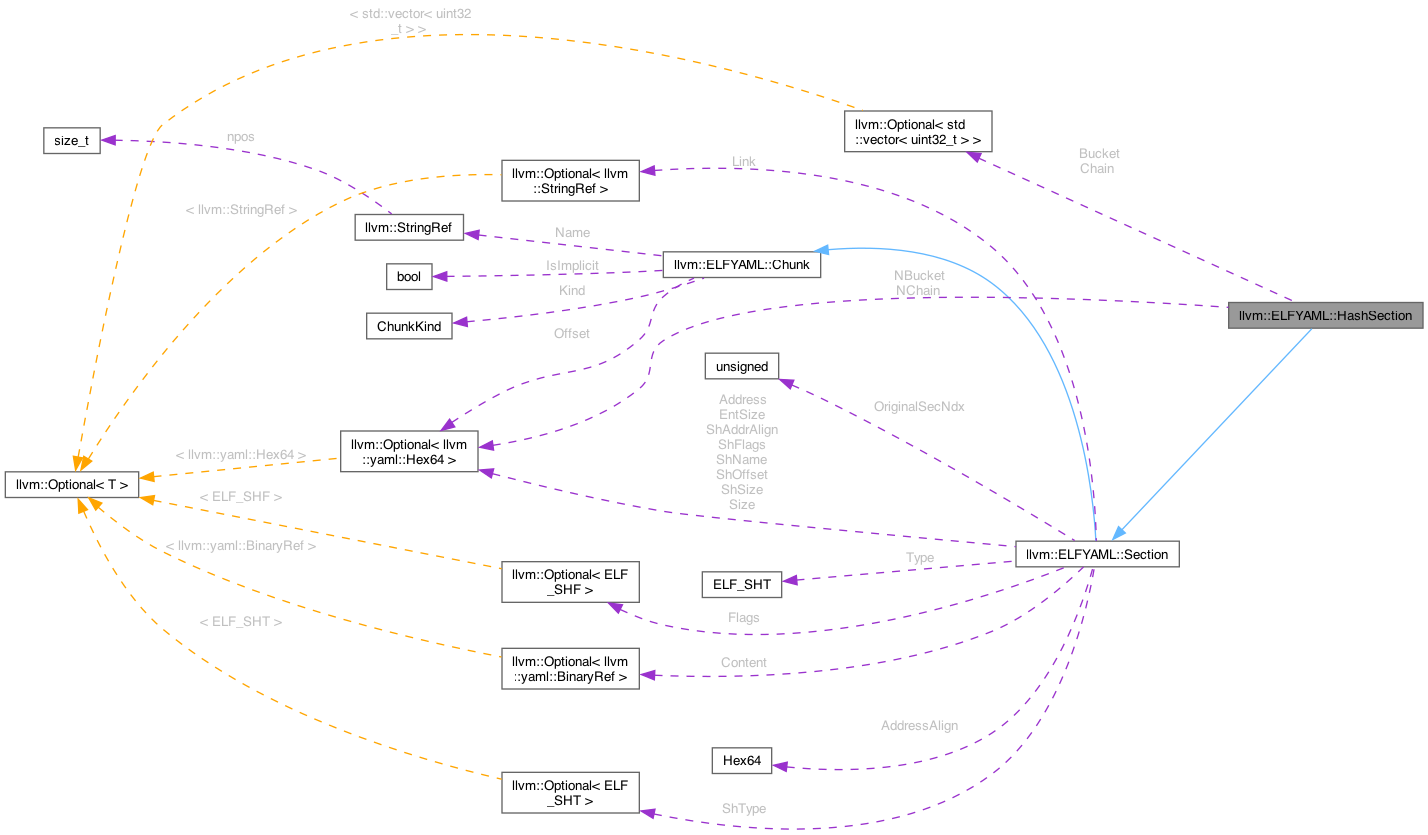 < std::vector< uint32
_t > >
llvm::Optional< std
::vector< uint32_t > >
size_t
npos
Bucket
Chain
Link
llvm::Optional< llvm
::StringRef >
< llvm::StringRef >
llvm::StringRef
Name
llvm::ELFYAML::Chunk
IsImplicit
bool
NBucket
NChain
Kind
ChunkKind
llvm::ELFYAML::HashSection
Offset
unsigned
OriginalSecNdx
Address
EntSize
ShAddrAlign
ShFlags
ShName
ShOffset
ShSize
Size
llvm::Optional< llvm
::yaml::Hex64 >
< llvm::yaml::Hex64 >
llvm::Optional< T >
< ELF_SHF >
< llvm::yaml::BinaryRef >
llvm::ELFYAML::Section
Type
ELF_SHT
llvm::Optional< ELF
_SHF >
Flags
< ELF_SHT >
llvm::Optional< llvm
::yaml::BinaryRef >
Content
AddressAlign
Hex64
llvm::Optional< ELF
_SHT >
ShType